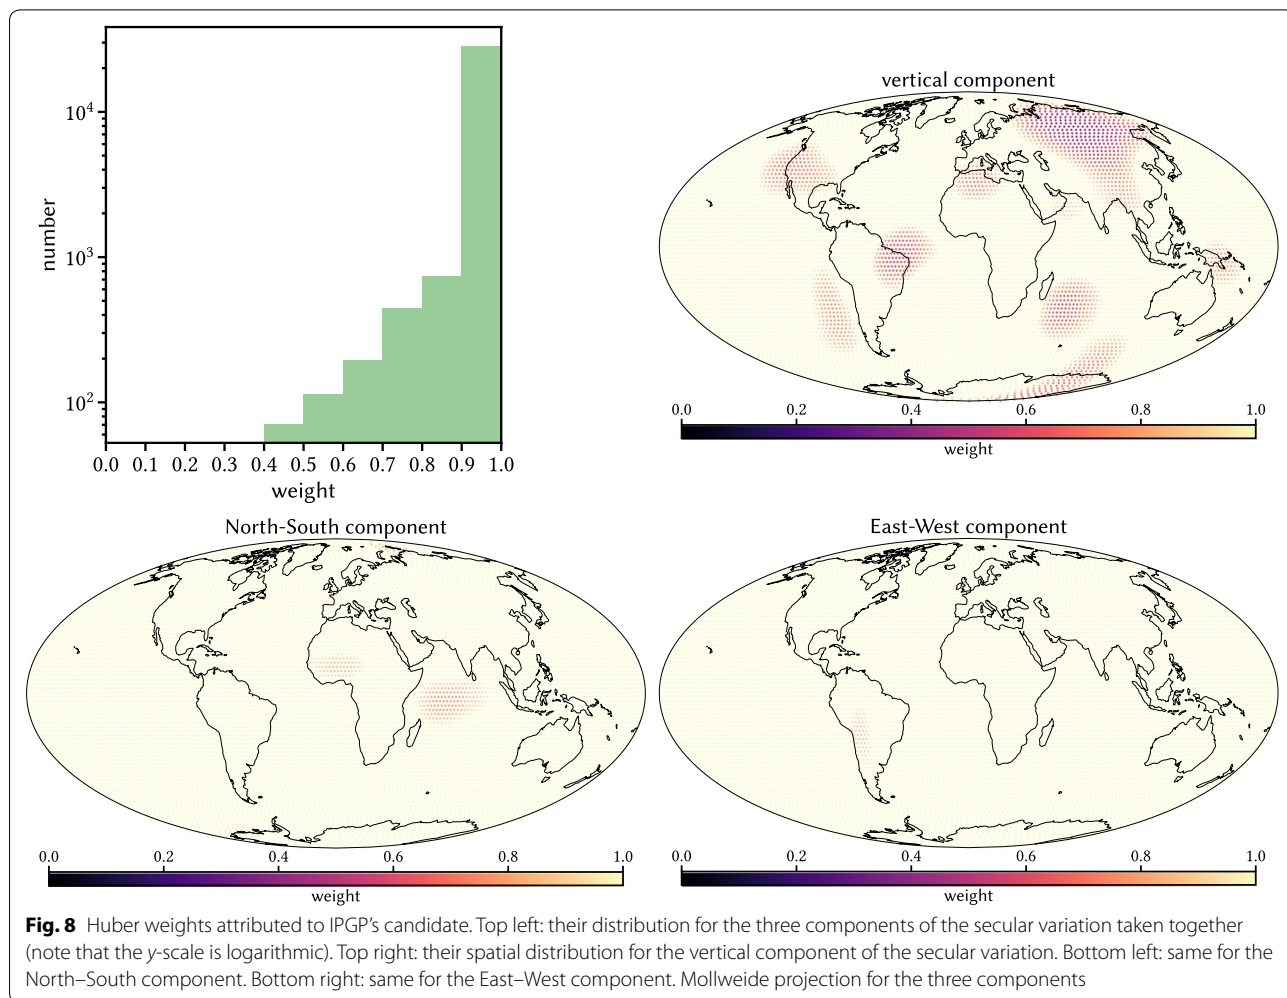 10⁴
10³
10²
number
0.0 0.1 0.2 0.3 0.4 0.5 0.6 0.7 0.8 0.9 1.0
weight
vertical component
0.0 0.2 0.4 0.6 0.8 1.0
weight
North-South component
0.0 0.2 0.4 0.6 0.8 1.0
weight
East-West component
0.0 0.2 0.4 0.6 0.8 1.0
weight
Fig. 8 Huber weights attributed to IPGP's candidate. Top left: their distribution for the three components of the secular variation taken together
(note that the y-scale is logarithmic). Top right: their spatial distribution for the vertical component of the secular variation. Bottom left: same for the
North–South component. Bottom right: same for the East–West component. Mollweide projection for the three components